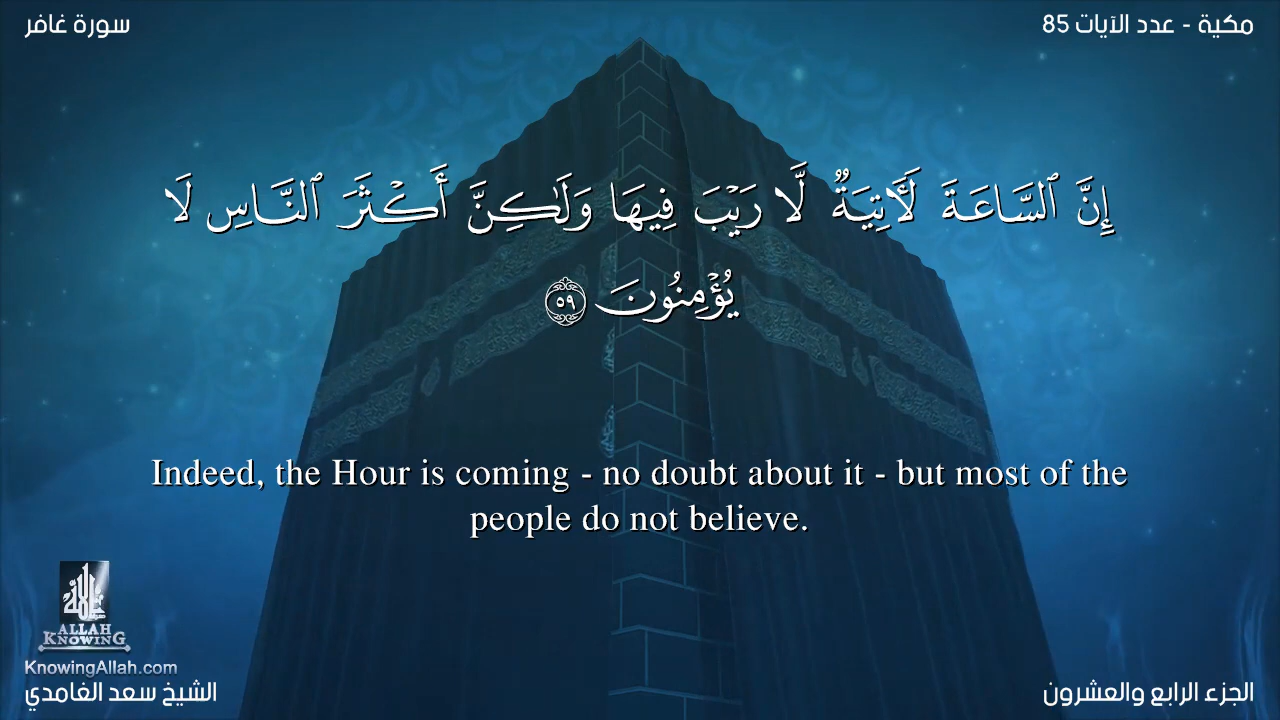 سورة غافر
مكية - عدد الآيات 85
إِنَّ ٱلسَّاعَةَ لَـَٔاتِيَةٌ لَّا رَيْبَ فِيهَا وَلَـٰكِنَّ أَكْثَرَ ٱلنَّاسِ لَا
يُؤْمِنُونَ ٥٩
Indeed, the Hour is coming - no doubt about it - but most of the
people do not believe.
ALLAH
KNOWING
KnowingAllah.com
الشيخ سعد الغامدي
الجزء الرابع والعشرون